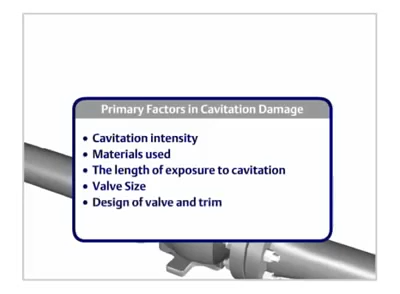 Primary Factors in Cavitation Damage
• Cavitation intensity
• Materials used
• The length of exposure to cavitation
• Valve Size
• Design of valve and trim